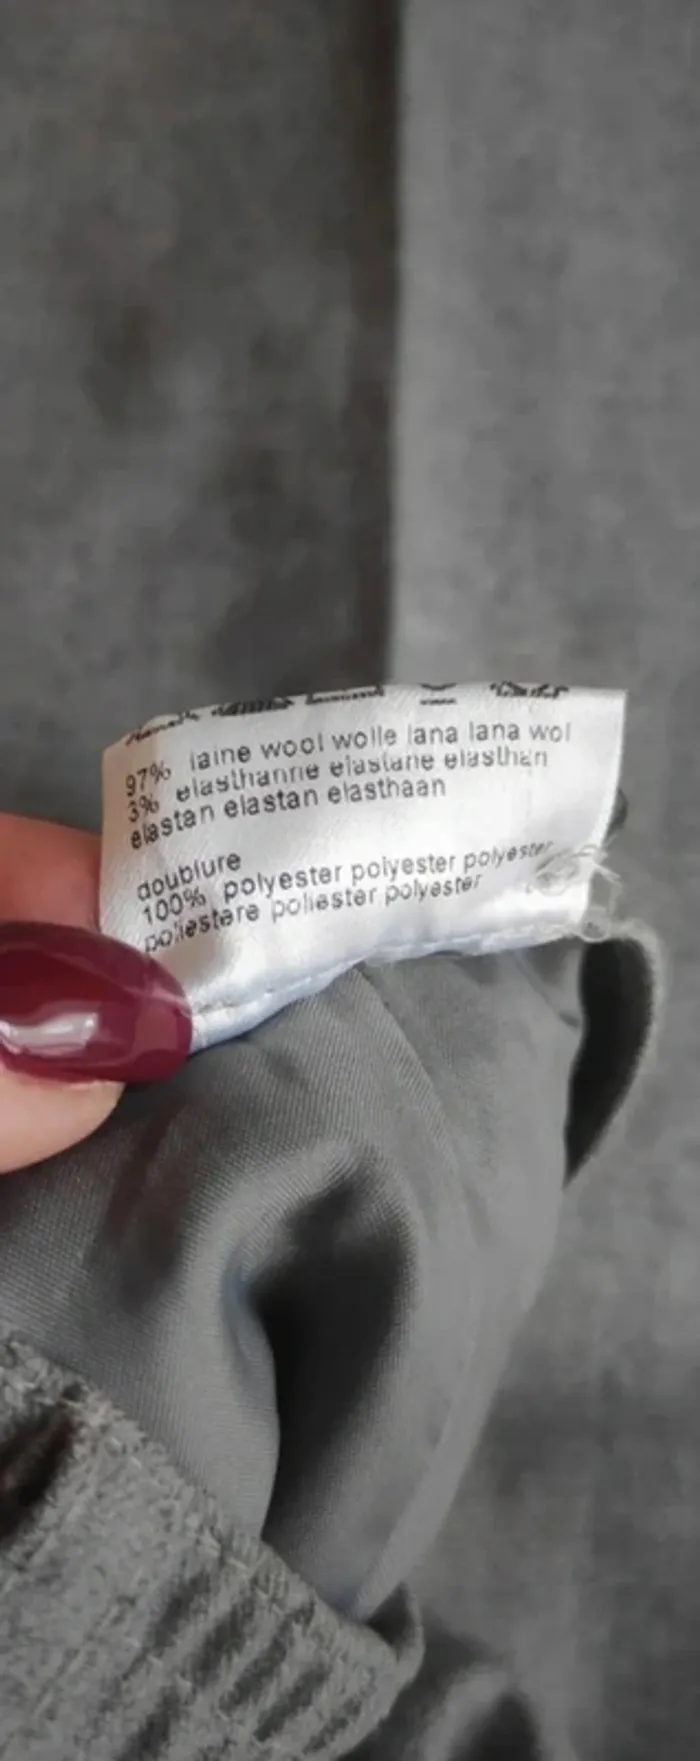 97% laine wool wolle lana lana wol
3% elasthanne elastane elasthan
elastan elastan elasthaan
doublure
100% polyester polyester polyester
poliestere poliester polyester